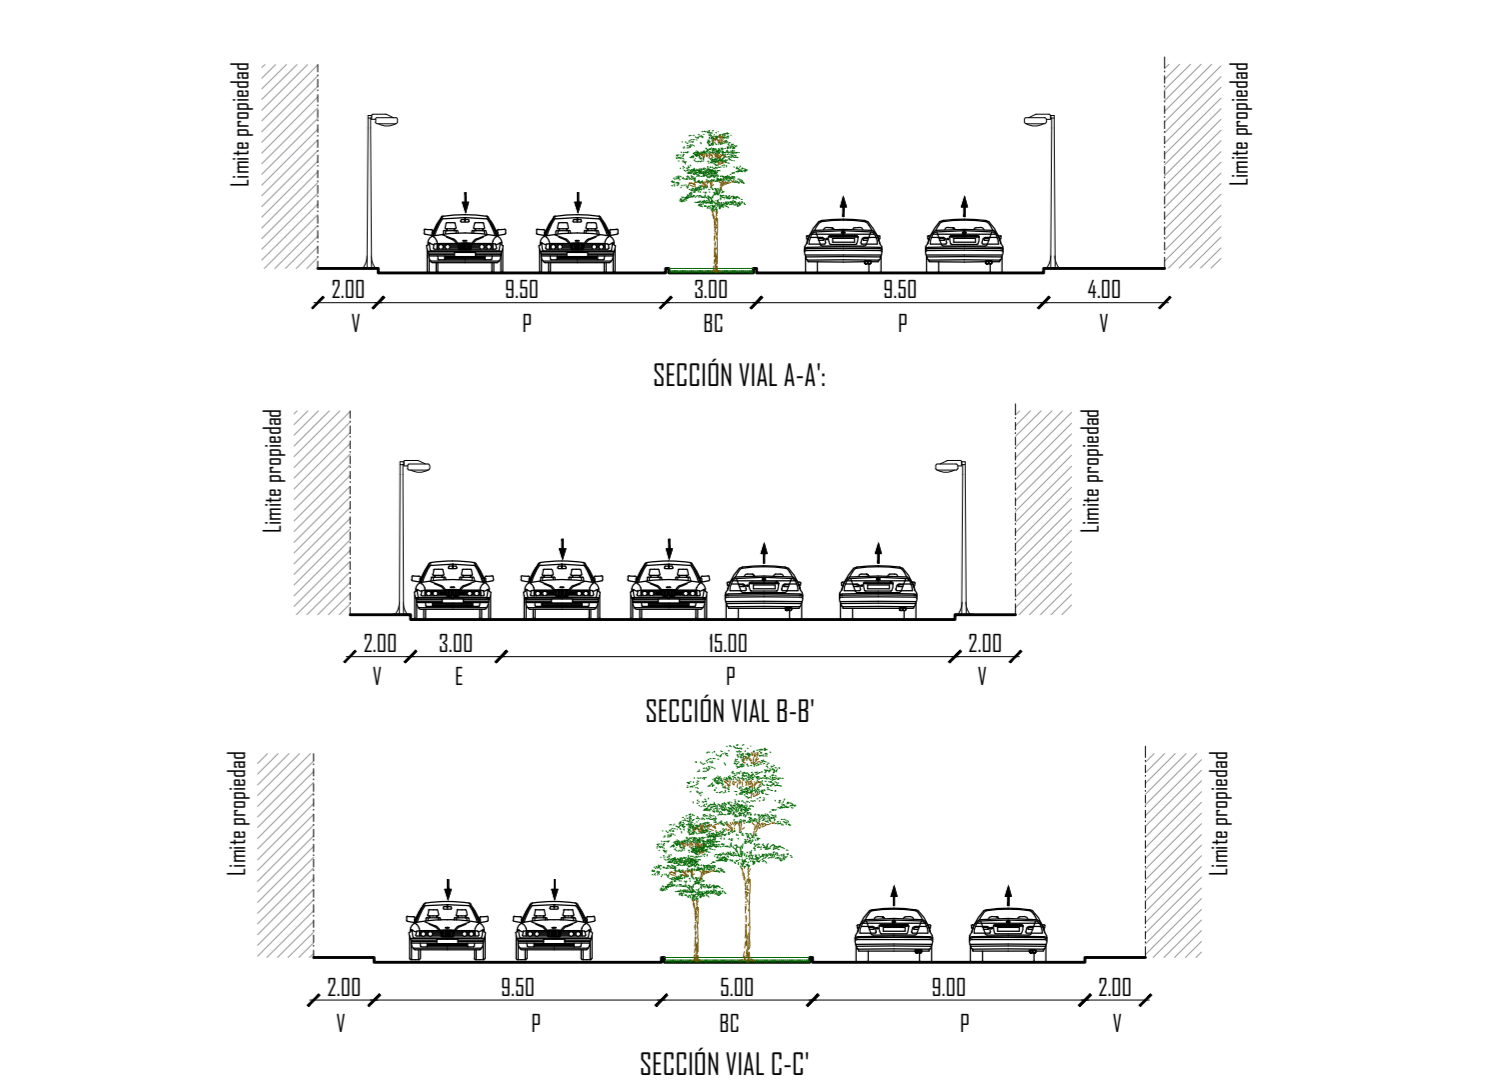 Limite propiedad
Limite propiedad
2.00 9.50 3.00 9.50 4.00
V P BC P V
SECCIÓN VIAL A-A':
Limite propiedad
Limite propiedad
2.00 3.00 15.00 2.00
V E P V
SECCIÓN VIAL B-B'
Limite propiedad
Limite propiedad
2.00 9.50 5.00 9.00 2.00
V P BC P V
SECCIÓN VIAL C-C'